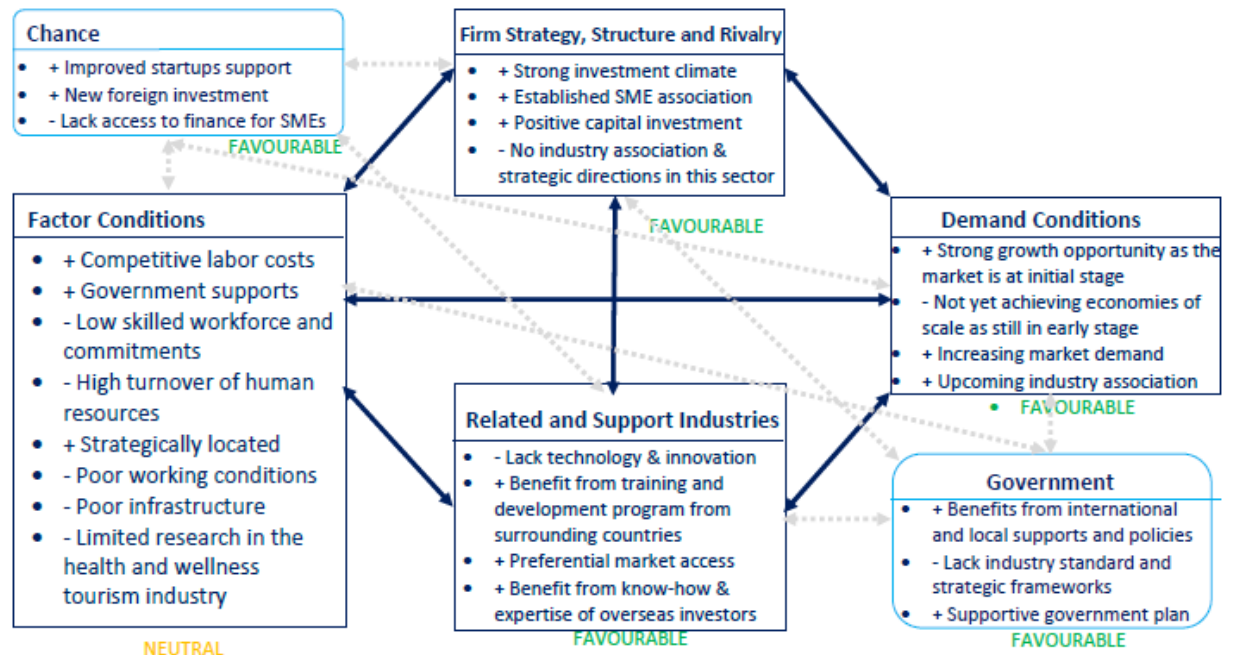 Chance
• + Improved startups support
• + New foreign investment
• - Lack access to finance for SMEs
FAVOURABLE
Firm Strategy, Structure and Rivalry
• + Strong investment climate
• + Established SME association
• + Positive capital investment
• - No industry association &
strategic directions in this sector
FAVOURABLE
Factor Conditions
• + Competitive labor costs
• + Government supports
• - Low skilled workforce and
commitments
• - High turnover of human
resources
• + Strategically located
• - Poor working conditions
• - Poor infrastructure
• - Limited research in the
health and wellness
tourism industry
NEUTRAL
Demand Conditions
• + Strong growth opportunity as the
market is at initial stage
• - Not yet achieving economies of
scale as still in early stage
• + Increasing market demand
• + Upcoming industry association
• FAVOURABLE
Related and Support Industries
• - Lack technology & innovation
• + Benefit from training and
development program from
surrounding countries
• + Preferential market access
• + Benefit from know-how &
expertise of overseas investors
FAVOURABLE
Government
• + Benefits from international
and local supports and policies
• - Lack industry standard and
strategic frameworks
• + Supportive government plan
FAVOURABLE